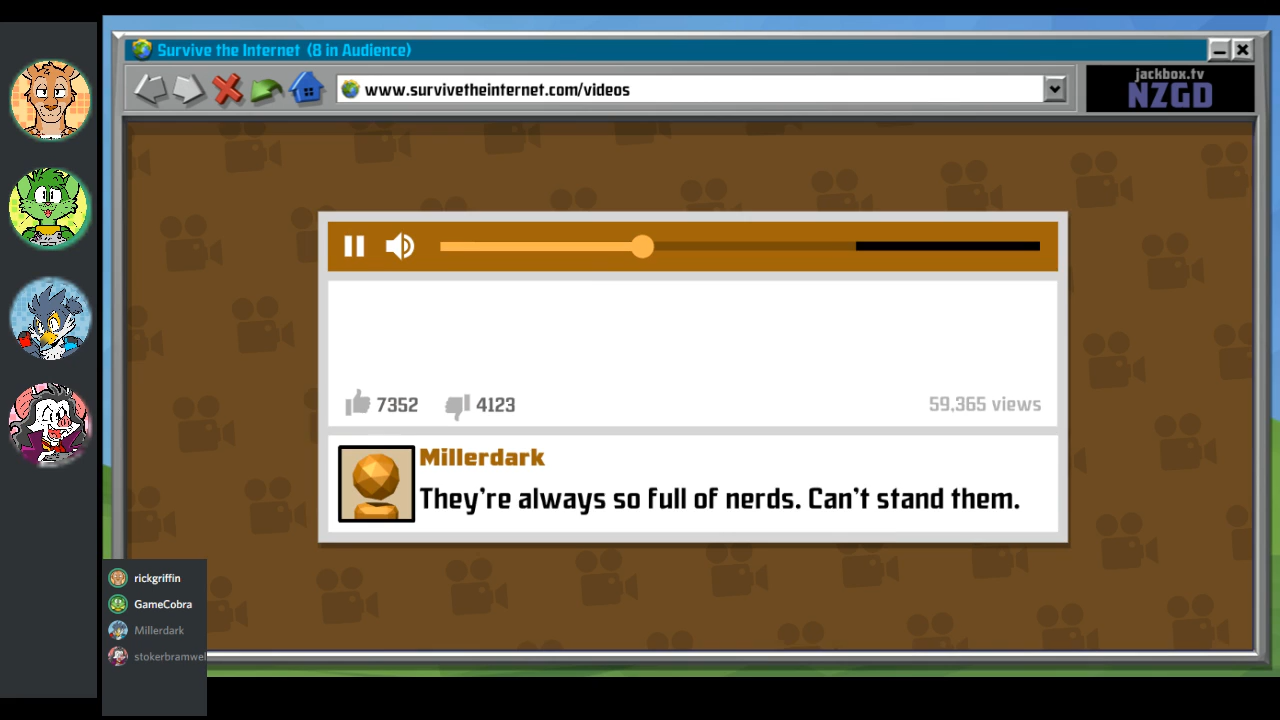 Survive the Internet (8 in Audience)
www.survivetheinternet.com/videos
jackbox.tv
NZGD
7352
4123
59,365 views
Millerdark
They're always so full of nerds. Can't stand them.
rickgriffin
GameCobra
Millerdark
stokerbramwel